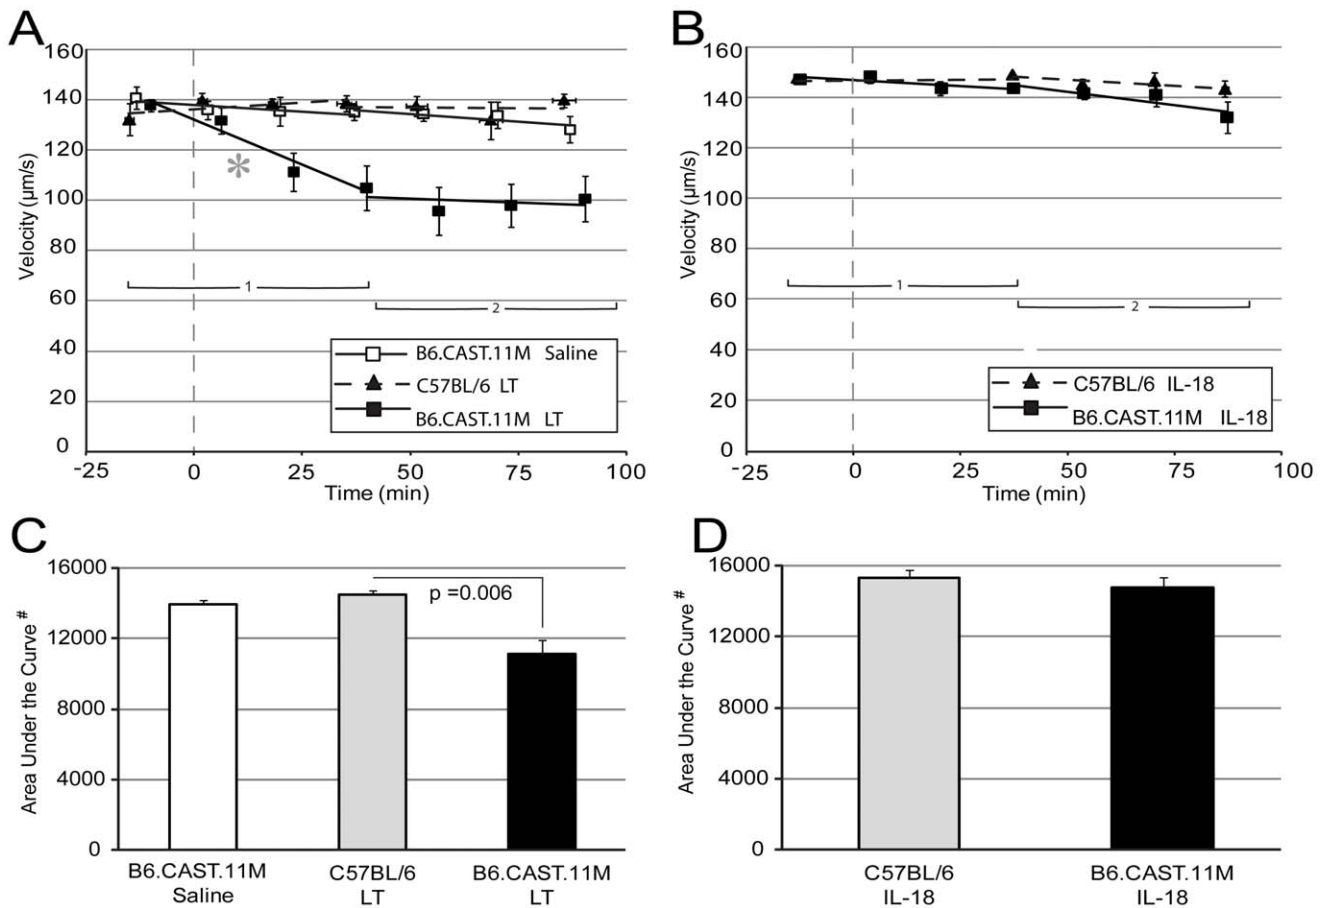 A
160
140
120
100
80
60
40
20
0
-25
0
25
50
75
100
Velocity (µm/s)
Time (min)
*
1
2
B6.CAST.11M Saline
C57BL/6 LT
B6.CAST.11M LT
B
160
140
120
100
80
60
40
20
0
-25
0
25
50
75
100
Velocity (µm/s)
Time (min)
1
2
C57BL/6 IL-18
B6.CAST.11M IL-18
C
16000
12000
8000
4000
0
Area Under the Curve #
p =0.006
B6.CAST.11M
Saline
C57BL/6
LT
B6.CAST.11M
LT
D
16000
12000
8000
4000
0
Area Under the Curve #
C57BL/6
IL-18
B6.CAST.11M
IL-18